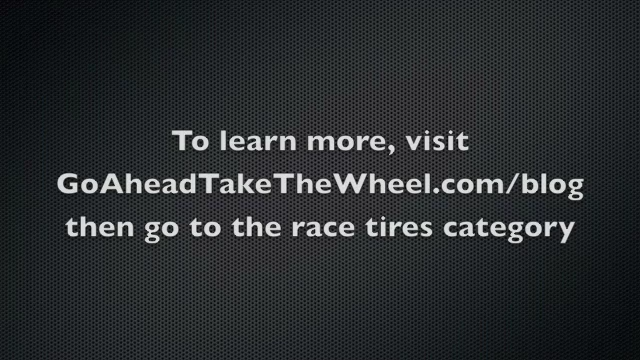 To learn more, visit
GoAheadTakeTheWheel.com/blog
then go to the race tires category